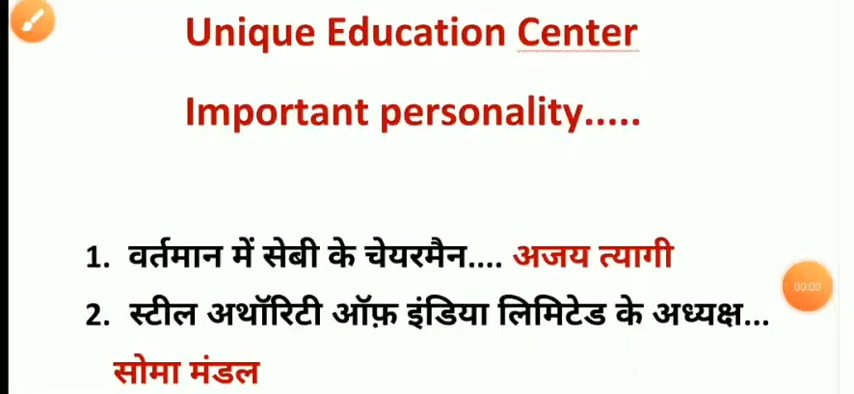 Unique Education Center
Important personality.....
1. वर्तमान में सेबी के चेयरमैन.... अजय त्यागी
00:00
2. स्टील अथॉरिटी ऑफ़ इंडिया लिमिटेड के अध्यक्ष...
सोमा मंडल